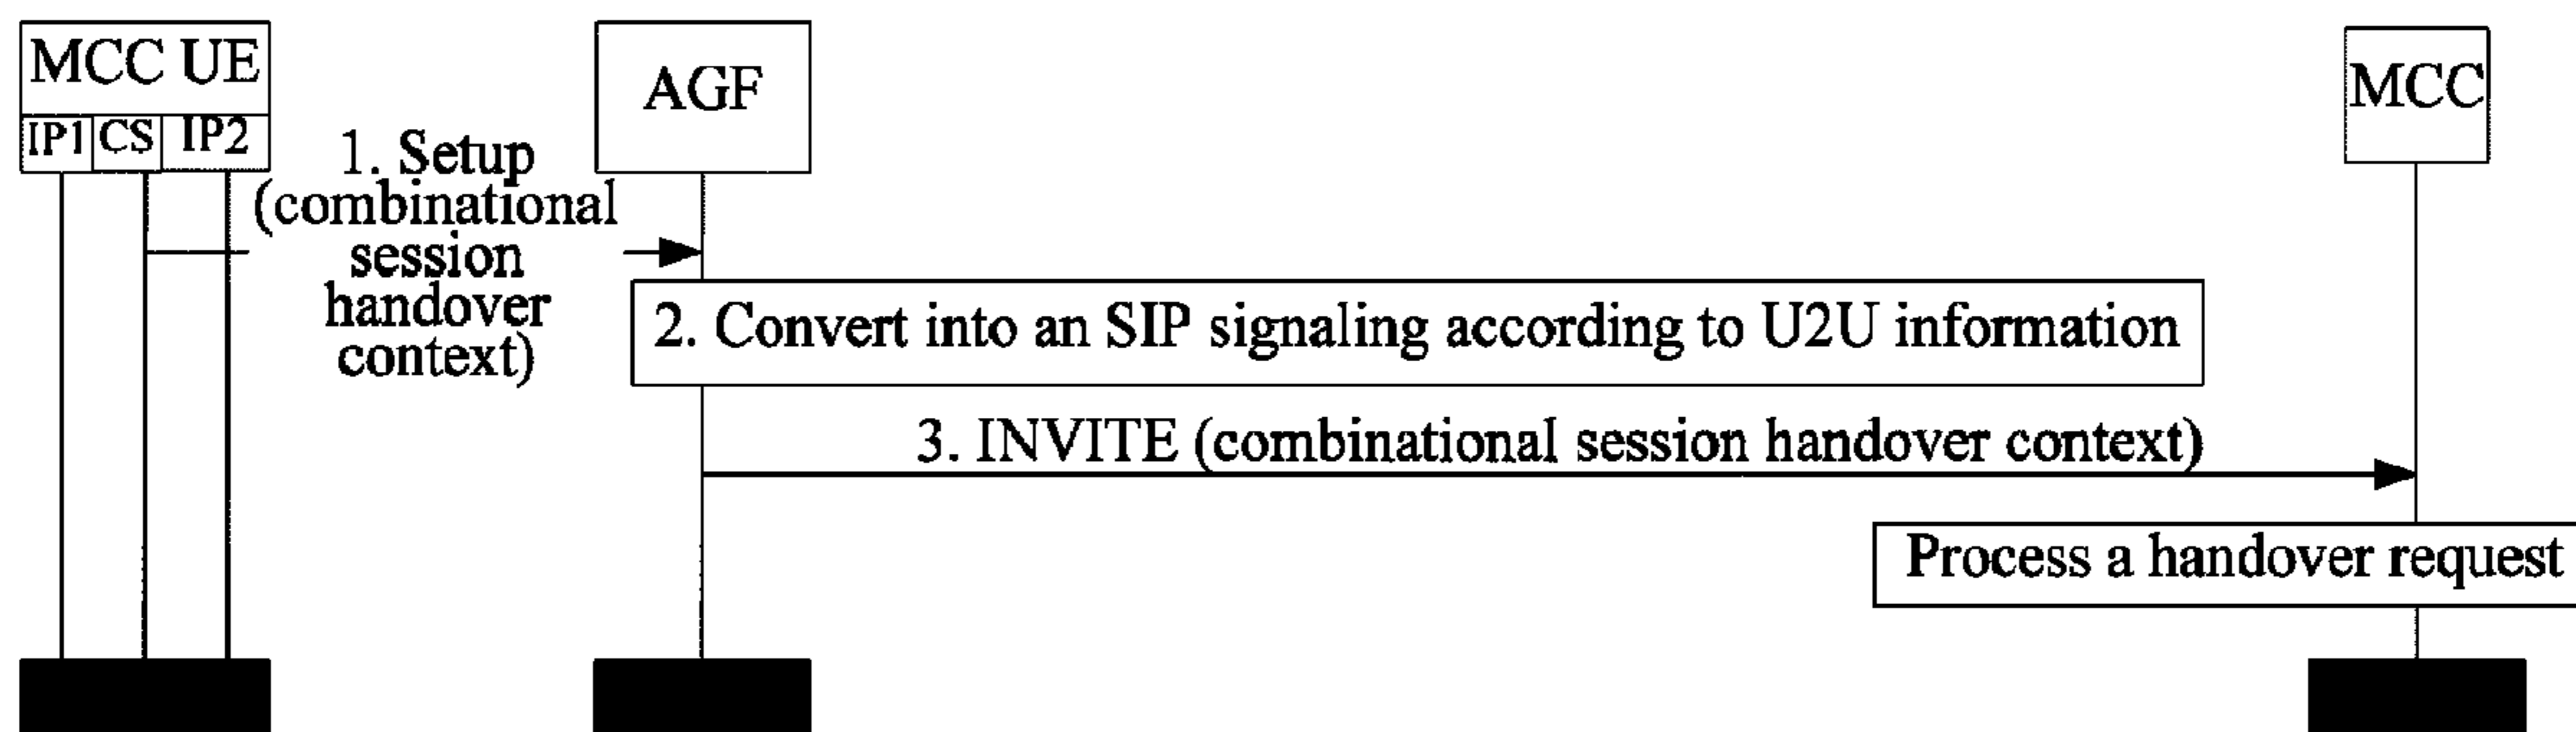 MCC UE
IP1 CS IP2
AGF
MCC
1. Setup
(combinational
session
handover
context)
2. Convert into an SIP signaling according to U2U information
3. INVITE (combinational session handover context)
Process a handover request